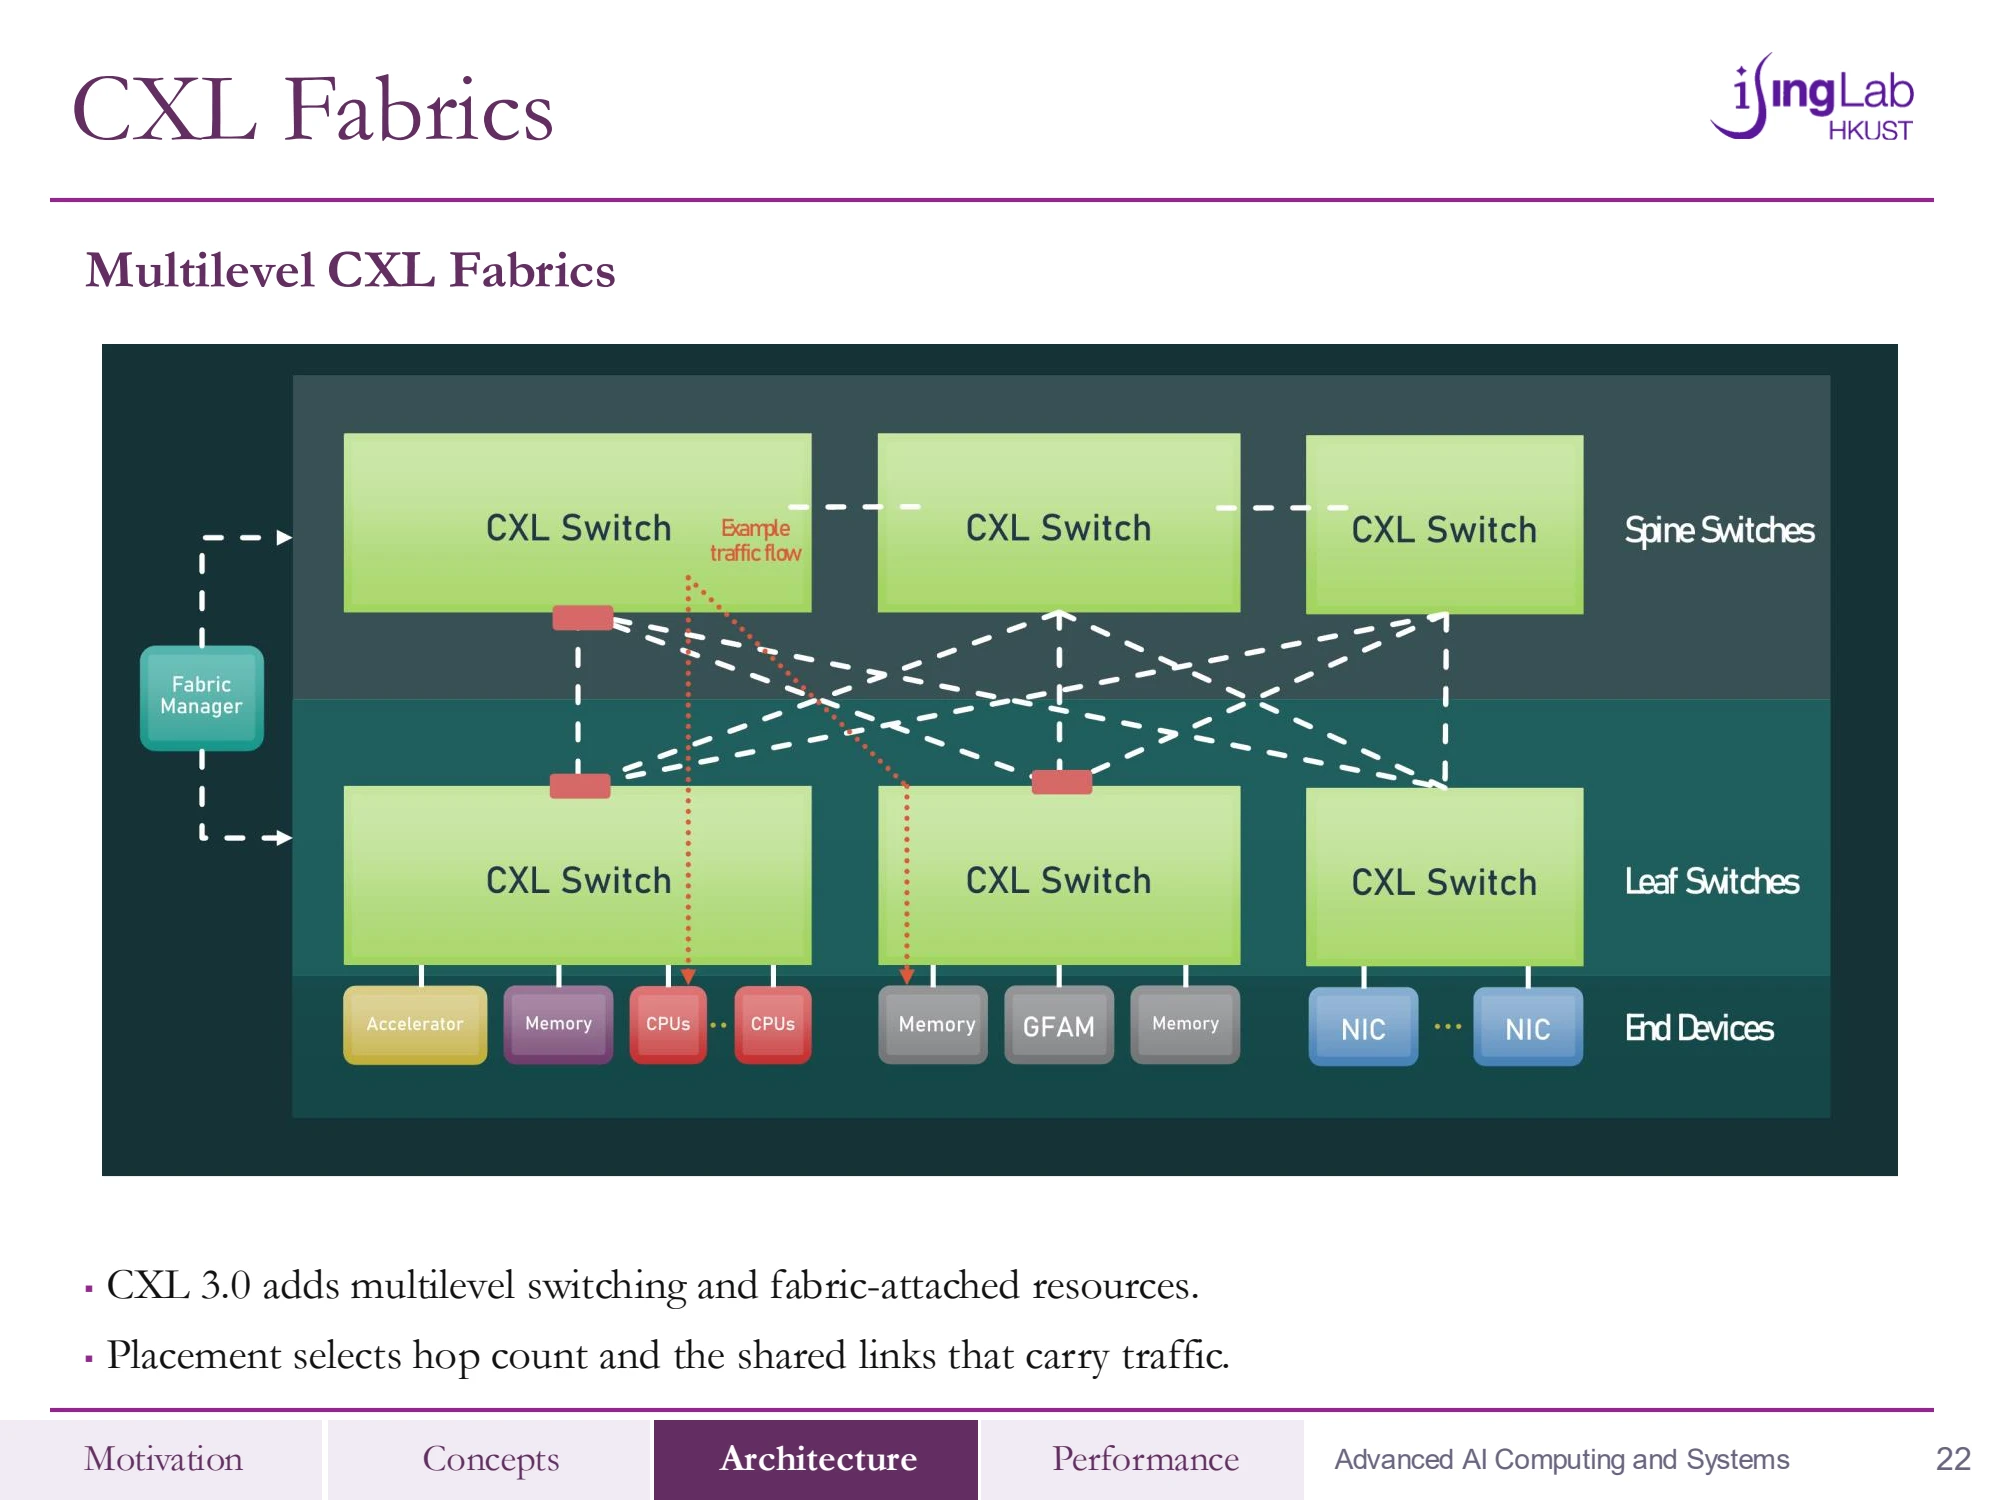 CXL Fabrics
isingLab
HKUST
Multilevel CXL Fabrics
CXL Switch
Example
traffic flow
CXL Switch
CXL Switch
Spine Switches
Fabric
Manager
CXL Switch
CXL Switch
CXL Switch
Leaf Switches
Accelerator
Memory
CPUs
CPUs
Memory
GFAM
Memory
NIC
NIC
End Devices
▪ CXL 3.0 adds multilevel switching and fabric-attached resources.
▪ Placement selects hop count and the shared links that carry traffic.
Motivation
Concepts
Architecture
Performance
Advanced AI Computing and Systems
22